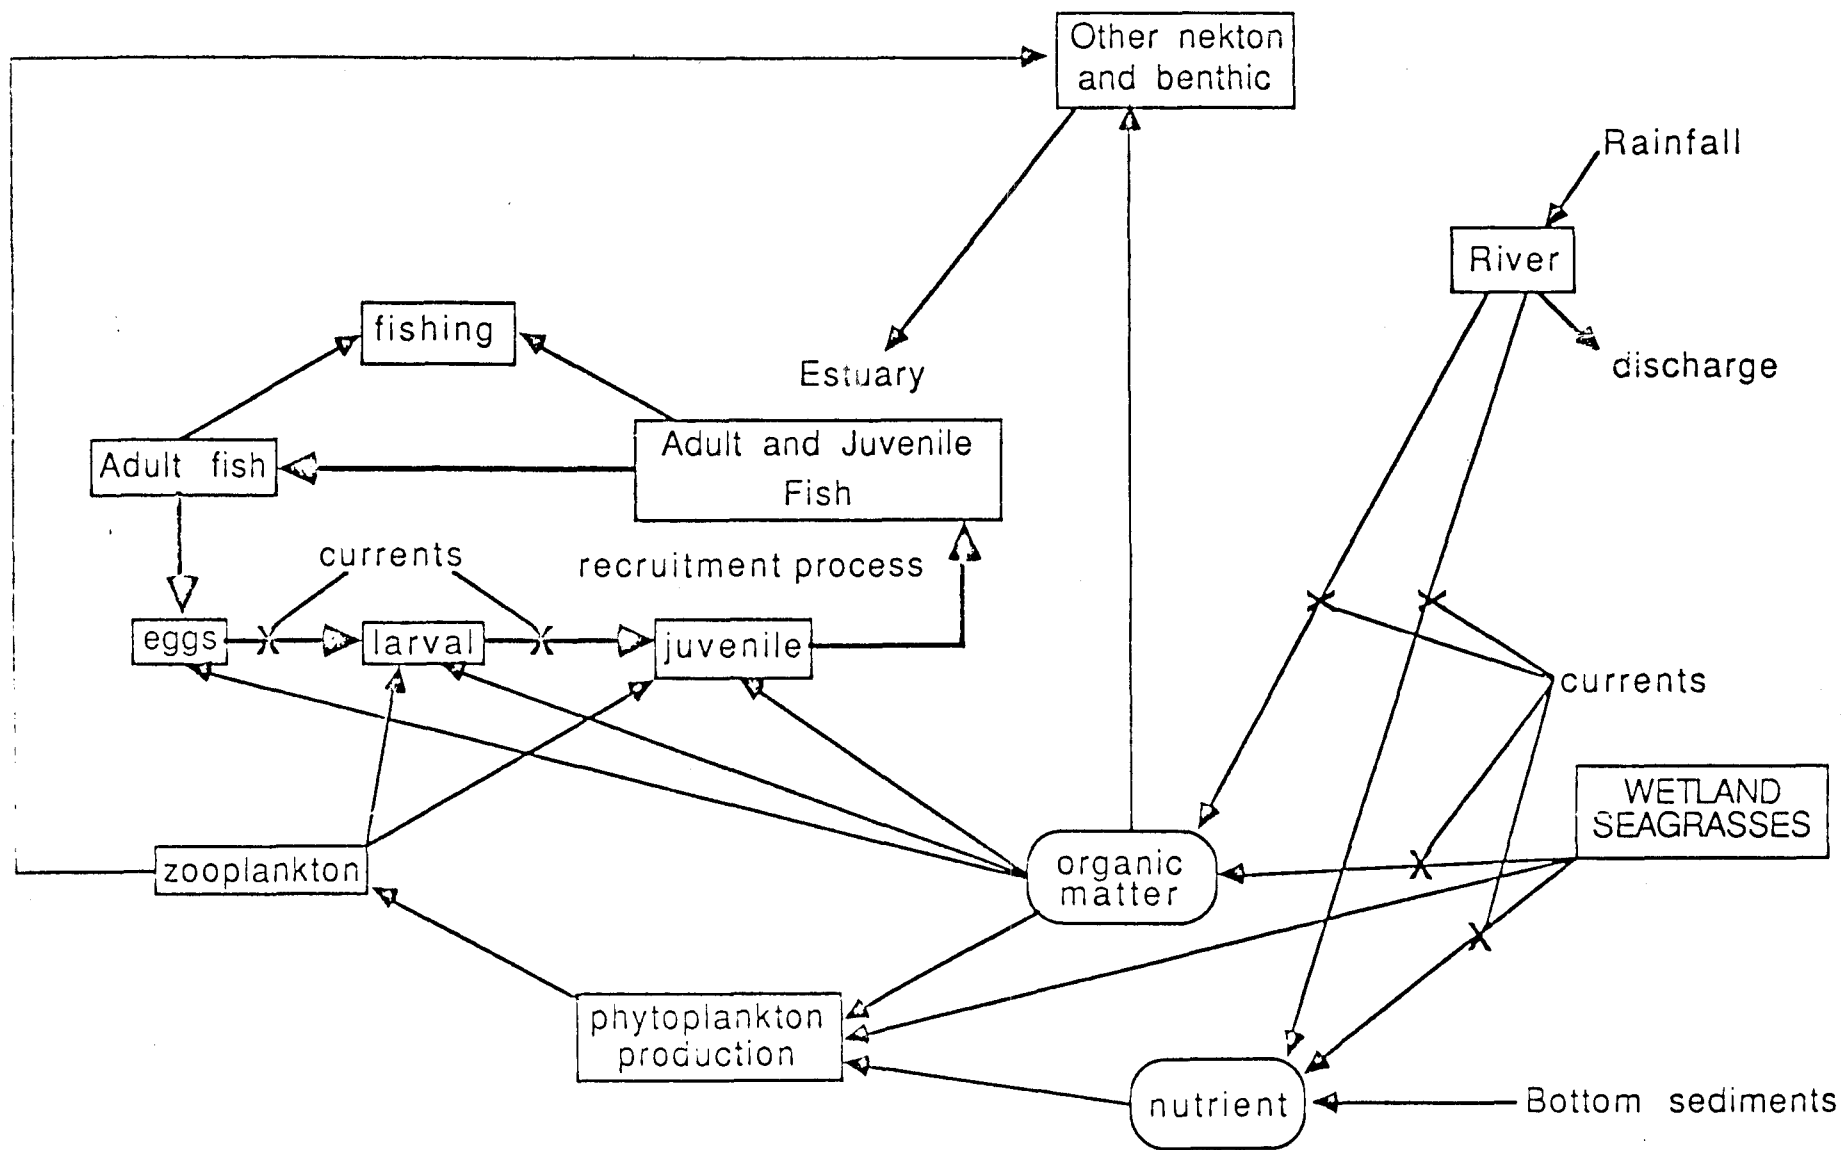 Other nekton
and benthic
Rainfall
River
fishing
Estuary
discharge
Adult and Juvenile
Fish
Adult fish
currents
recruitment process
eggs
X
larval
X
juvenile
X
X
currents
WETLAND
SEAGRASSES
zooplankton
organic
matter
X
X
phytoplankton
production
nutrient
Bottom sediments